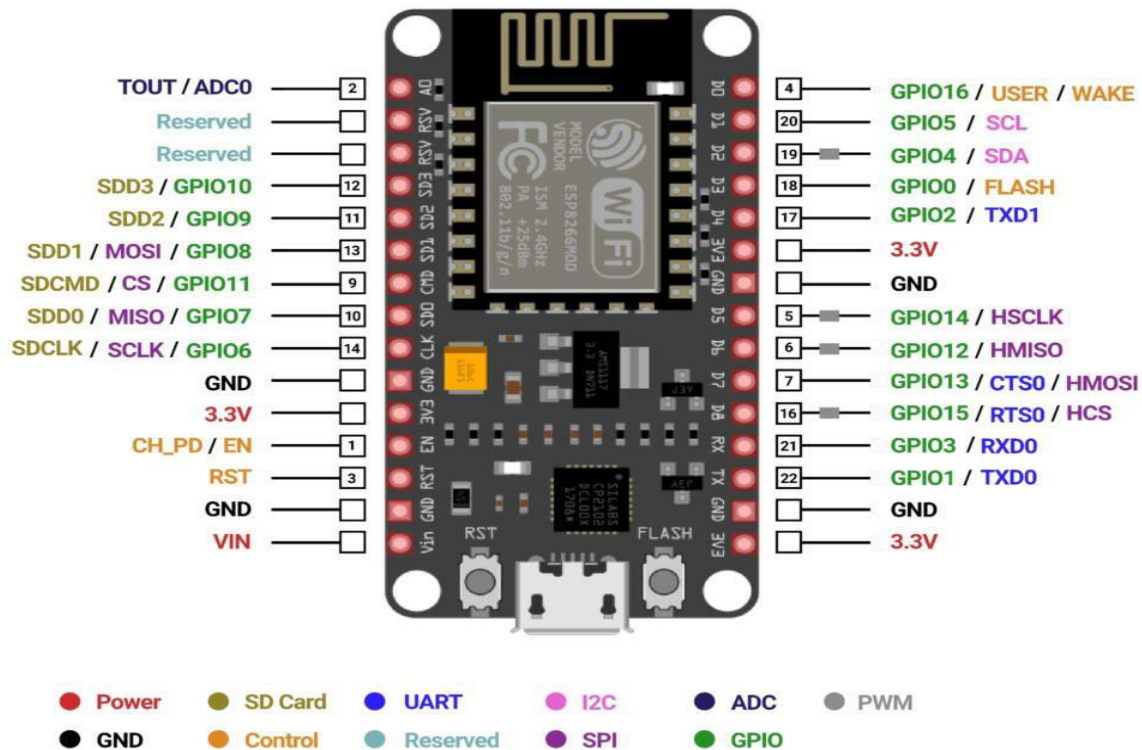 TOUT / ADC0 2
Reserved
Reserved
SDD3 / GPIO10 12
SDD2 / GPIO9 11
SDD1 / MOSI / GPIO8 13
SDCMD / CS / GPIO11 9
SDD0 / MISO / GPIO7 10
SDCLK / SCLK / GPIO6 14
GND
3.3V
CH_PD / EN 1
RST 3
GND
VIN
A0
RSV
RSV
SD3
SD2
SD1
CMD
SD0
CLK
GND
3V3
EN
RST
GND
Vin
MODEL
VENDOR
ESP8266MOD
WiFi
FC
ISM 2.4GHz
PA +25dBm
802.11b/g/n
AMS1117
3.3
SILABS
CP2102
DCL00X
1708*
RST
FLASH
D0
D1
D2
D3
D4
3V3
GND
D5
D6
D7
D8
RX
TX
GND
3V3
4 GPIO16 / USER / WAKE
20 GPIO5 / SCL
19 GPIO4 / SDA
18 GPIO0 / FLASH
17 GPIO2 / TXD1
3.3V
GND
5 GPIO14 / HSCLK
6 GPIO12 / HMISO
7 GPIO13 / CTS0 / HMOSI
16 GPIO15 / RTS0 / HCS
21 GPIO3 / RXD0
22 GPIO1 / TXD0
GND
3.3V
Power SD Card UART I2C ADC PWM
GND Control Reserved SPI GPIO